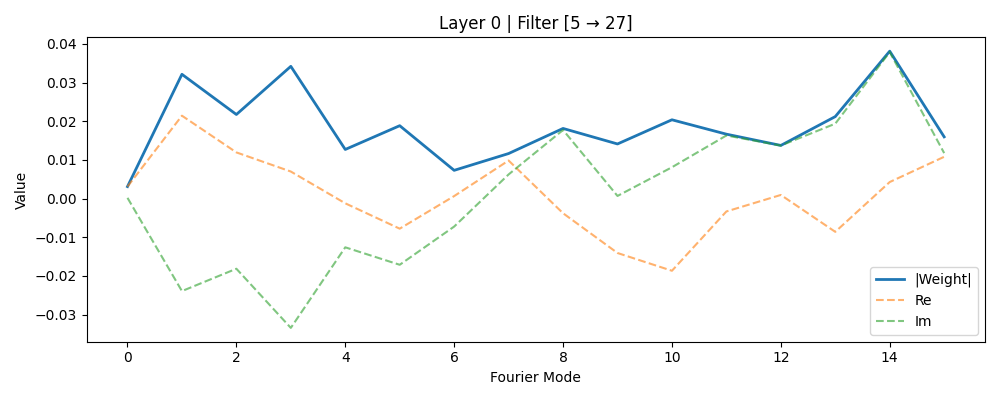 Layer 0 | Filter [5 → 27]
Value
0.04
0.03
0.02
0.01
0.00
−0.01
−0.02
−0.03
0 2 4 6 8 10 12 14
Fourier Mode
|Weight|
Re
Im